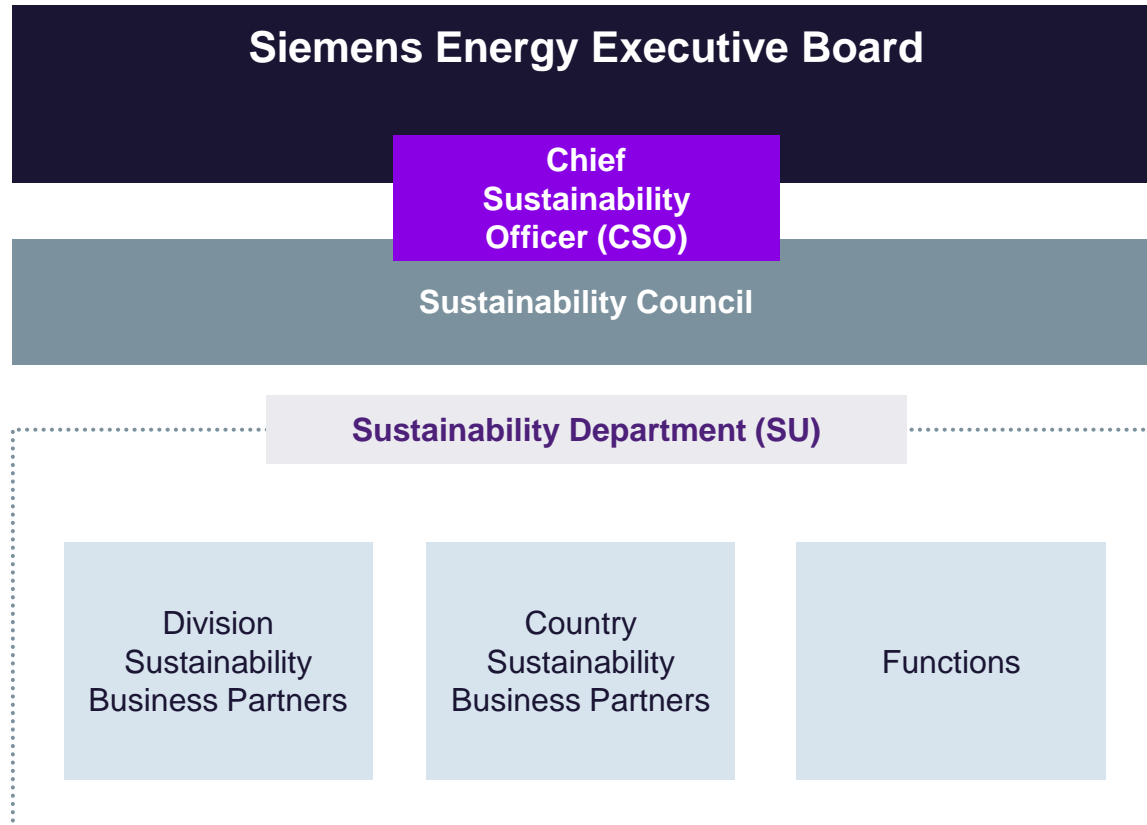 Siemens Energy Executive Board
Chief
Sustainability
Officer (CSO)
Sustainability Council
Sustainability Department (SU)
Division
Sustainability
Business Partners
Country
Sustainability
Business Partners
Functions